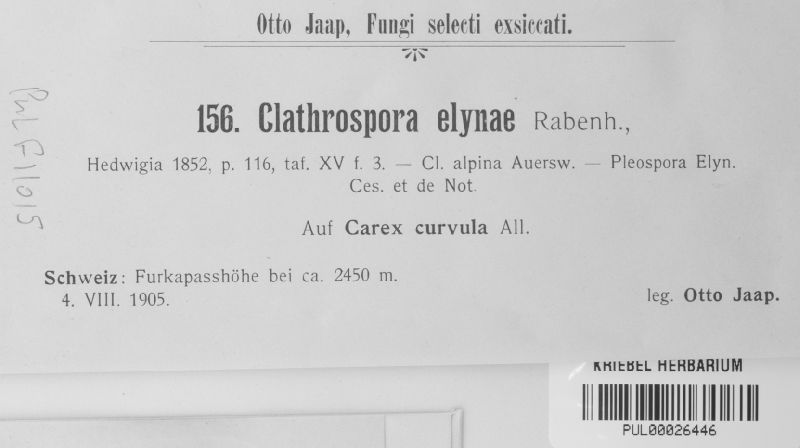 Otto Jaap, Fungi selecti exsiccati.
156. Clathrospora elynae Rabenh.,
Hedwigia 1852, p. 116, taf. XV f. 3. — Cl. alpina Auersw. — Pleospora Elyn.
Ces. et de Not.
Auf Carex curvula All.
Schweiz: Furkapasshöhe bei ca. 2450 m.
4. VIII. 1905.
leg. Otto Jaap.
PUL F11015
KRIEBEL HERBARIUM
PUL00026446